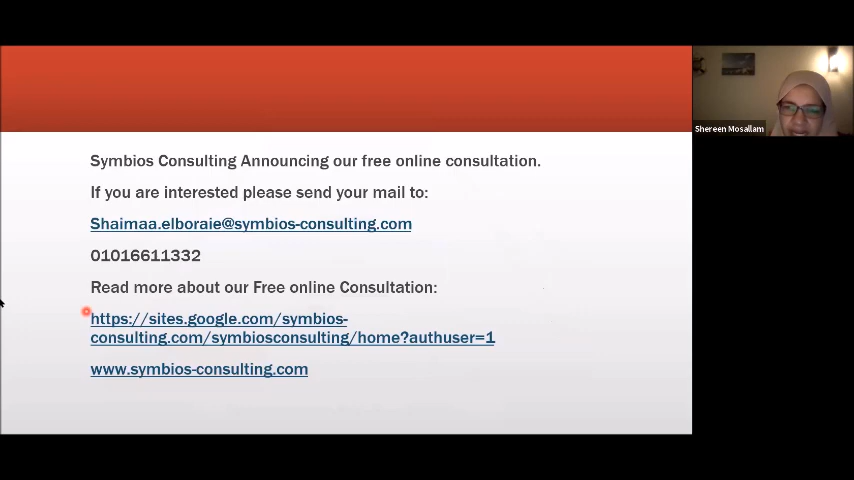 Symbios Consulting Announcing our free online consultation.
If you are interested please send your mail to:
Shaimaa.elboraie@symbios-consulting.com
01016611332
Read more about our Free online Consultation:
https://sites.google.com/symbios-
consulting.com/symbiosconsulting/home?authuser=1
www.symbios-consulting.com
Shereen Mosallam